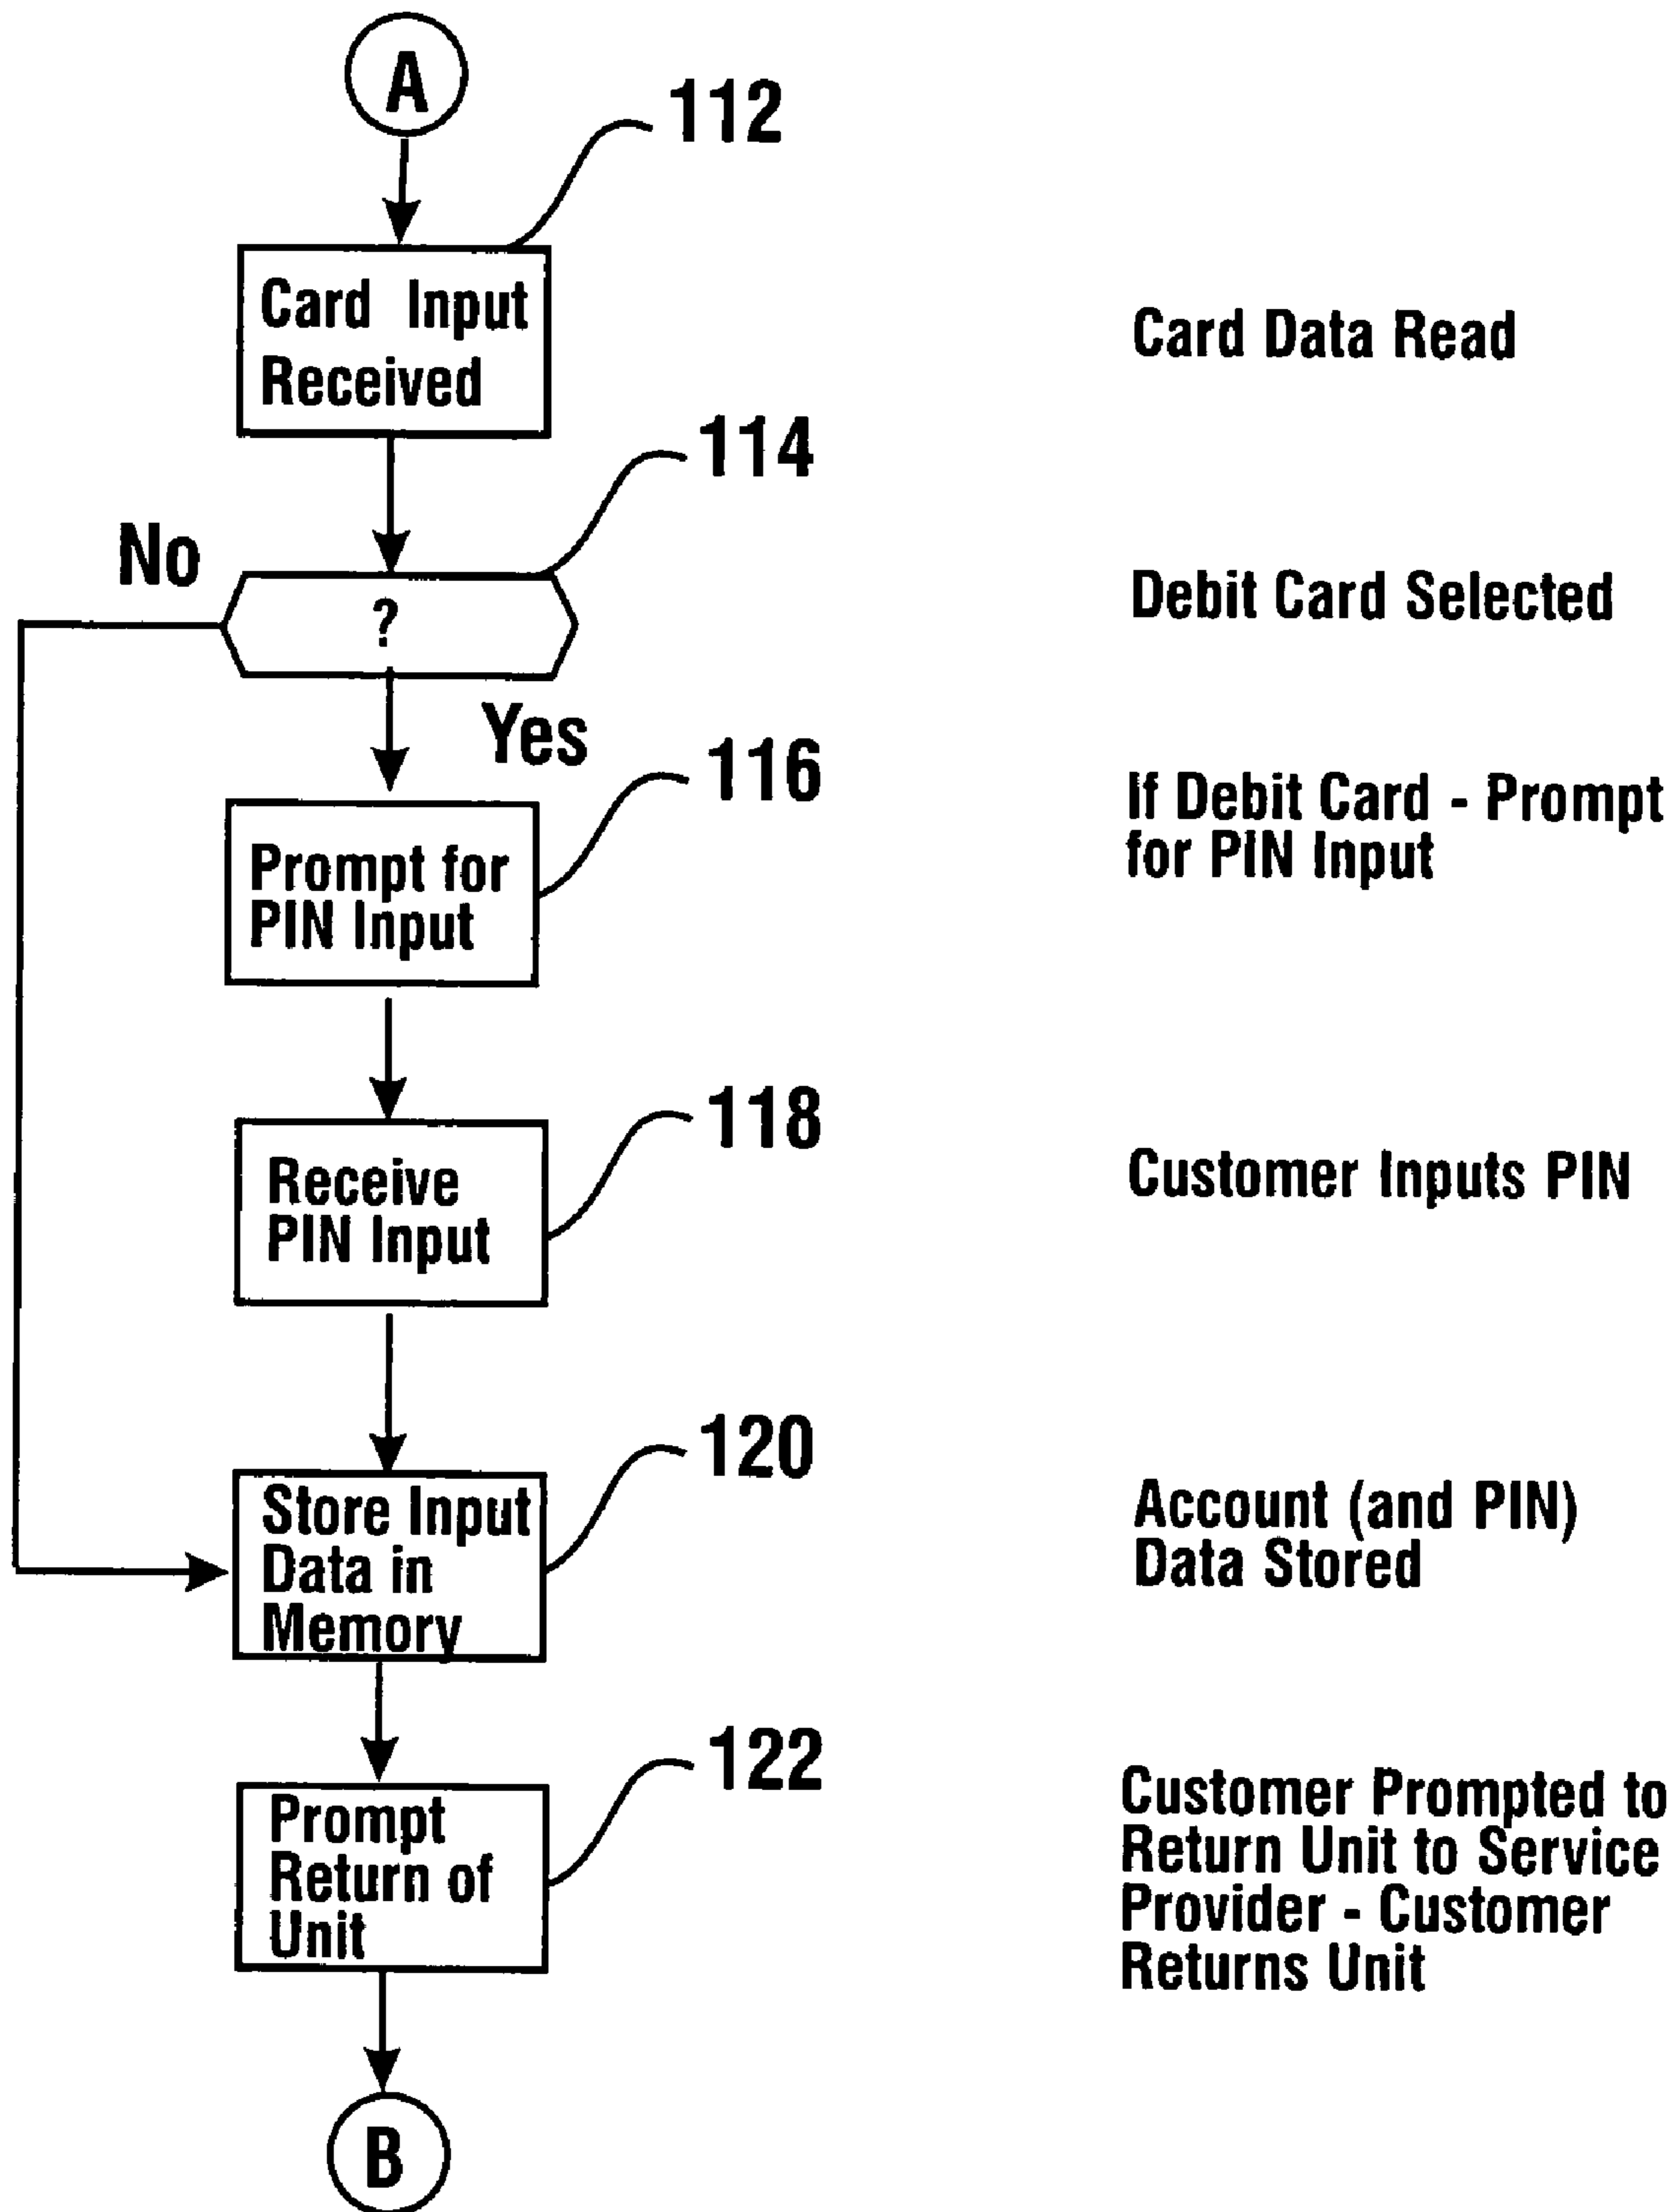 A
112
Card Input
Received
Card Data Read
114
No
?
Debit Card Selected
Yes
116
Prompt for
PIN Input
If Debit Card - Prompt
for PIN Input
118
Receive
PIN Input
Customer Inputs PIN
120
Store Input
Data in
Memory
Account (and PIN)
Data Stored
122
Prompt
Return of
Unit
Customer Prompted to
Return Unit to Service
Provider - Customer
Returns Unit
B